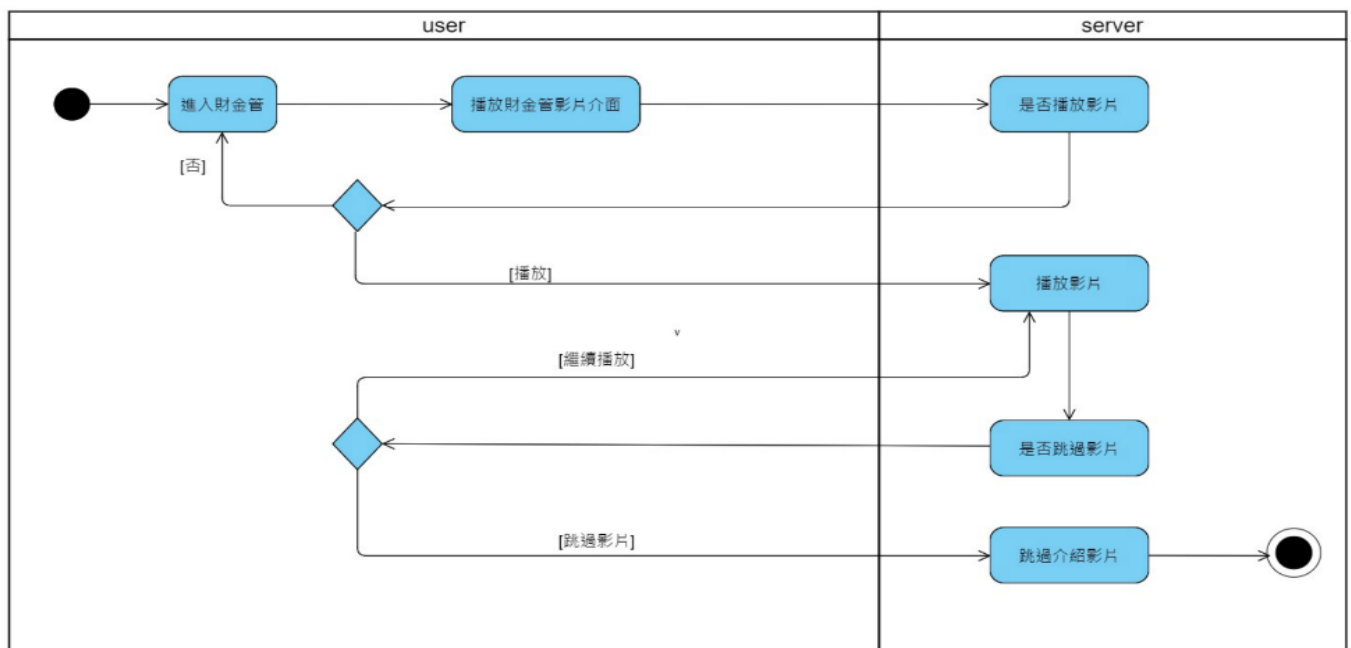 user
server
進入財金管
播放財金管影片介面
是否播放影片
[否]
[播放]
播放影片
v
[繼續播放]
是否跳過影片
[跳過影片]
跳過介紹影片